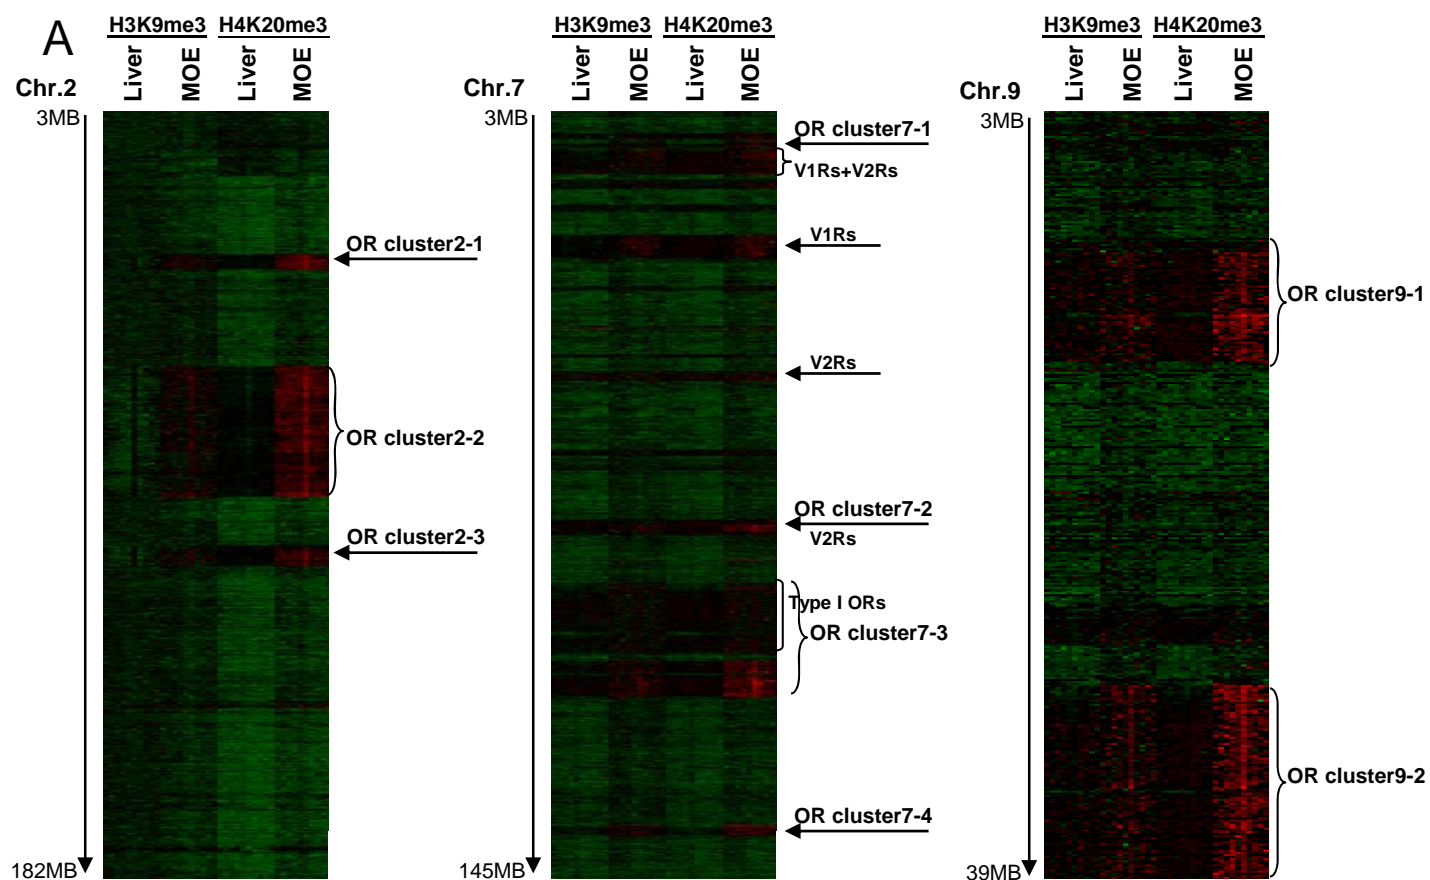 A
H3K9me3 H4K20me3
Liver MOE Liver MOE
Chr.2
3MB
OR cluster2-1
OR cluster2-2
OR cluster2-3
182MB
H3K9me3 H4K20me3
Liver MOE Liver MOE
Chr.7
3MB
OR cluster7-1
V1Rs+V2Rs
V1Rs
V2Rs
OR cluster7-2
V2Rs
Type I ORs
OR cluster7-3
OR cluster7-4
145MB
H3K9me3 H4K20me3
Liver MOE Liver MOE
Chr.9
3MB
OR cluster9-1
OR cluster9-2
39MB